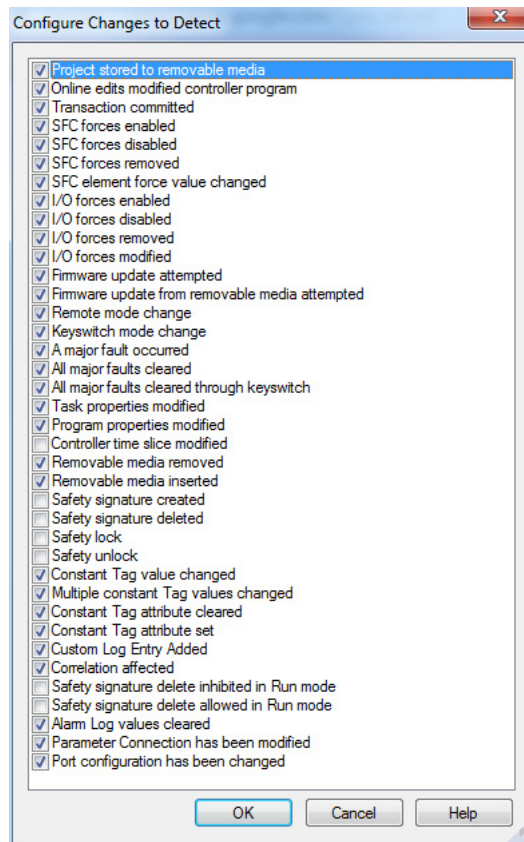 Configure Changes to Detect
Project stored to removable media
Online edits modified controller program
Transaction committed
SFC forces enabled
SFC forces disabled
SFC forces removed
SFC element force value changed
I/O forces enabled
I/O forces disabled
I/O forces removed
I/O forces modified
Firmware update attempted
Firmware update from removable media attempted
Remote mode change
Keyswitch mode change
A major fault occurred
All major faults cleared
All major faults cleared through keyswitch
Task properties modified
Program properties modified
Controller time slice modified
Removable media removed
Removable media inserted
Safety signature created
Safety signature deleted
Safety lock
Safety unlock
Constant Tag value changed
Multiple constant Tag values changed
Constant Tag attribute cleared
Constant Tag attribute set
Custom Log Entry Added
Correlation affected
Safety signature delete inhibited in Run mode
Safety signature delete allowed in Run mode
Alarm Log values cleared
Parameter Connection has been modified
Port configuration has been changed
OK Cancel Help